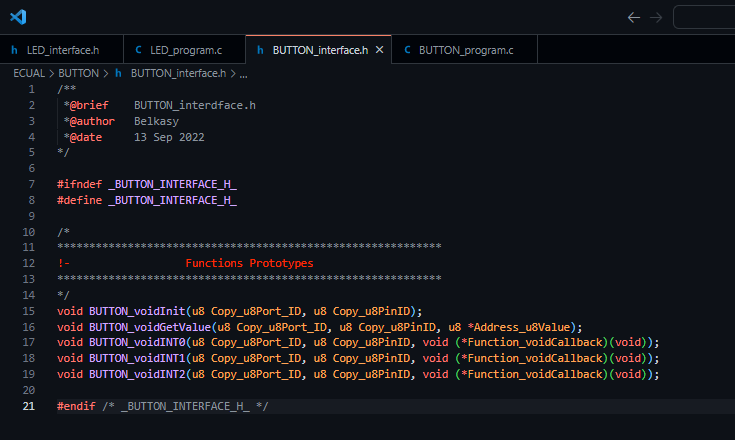 LED_interface.h LED_program.c BUTTON_interface.h BUTTON_program.c
ECUAL > BUTTON > h BUTTON_interface.h > ...
1 /**
2 *@brief BUTTON_interdface.h
3 *@author Belkasy
4 *@date 13 Sep 2022
5 */
6
7 #ifndef _BUTTON_INTERFACE_H_
8 #define _BUTTON_INTERFACE_H_
9
10 /*
11 ************************************************************
12 !- Functions Prototypes
13 ************************************************************
14 */
15 void BUTTON_voidInit(u8 Copy_u8Port_ID, u8 Copy_u8PinID);
16 void BUTTON_voidGetValue(u8 Copy_u8Port_ID, u8 Copy_u8PinID, u8 *Address_u8Value);
17 void BUTTON_voidINT0(u8 Copy_u8Port_ID, u8 Copy_u8PinID, void (*Function_voidCallback)(void));
18 void BUTTON_voidINT1(u8 Copy_u8Port_ID, u8 Copy_u8PinID, void (*Function_voidCallback)(void));
19 void BUTTON_voidINT2(u8 Copy_u8Port_ID, u8 Copy_u8PinID, void (*Function_voidCallback)(void));
20
21 #endif /* _BUTTON_INTERFACE_H_ */